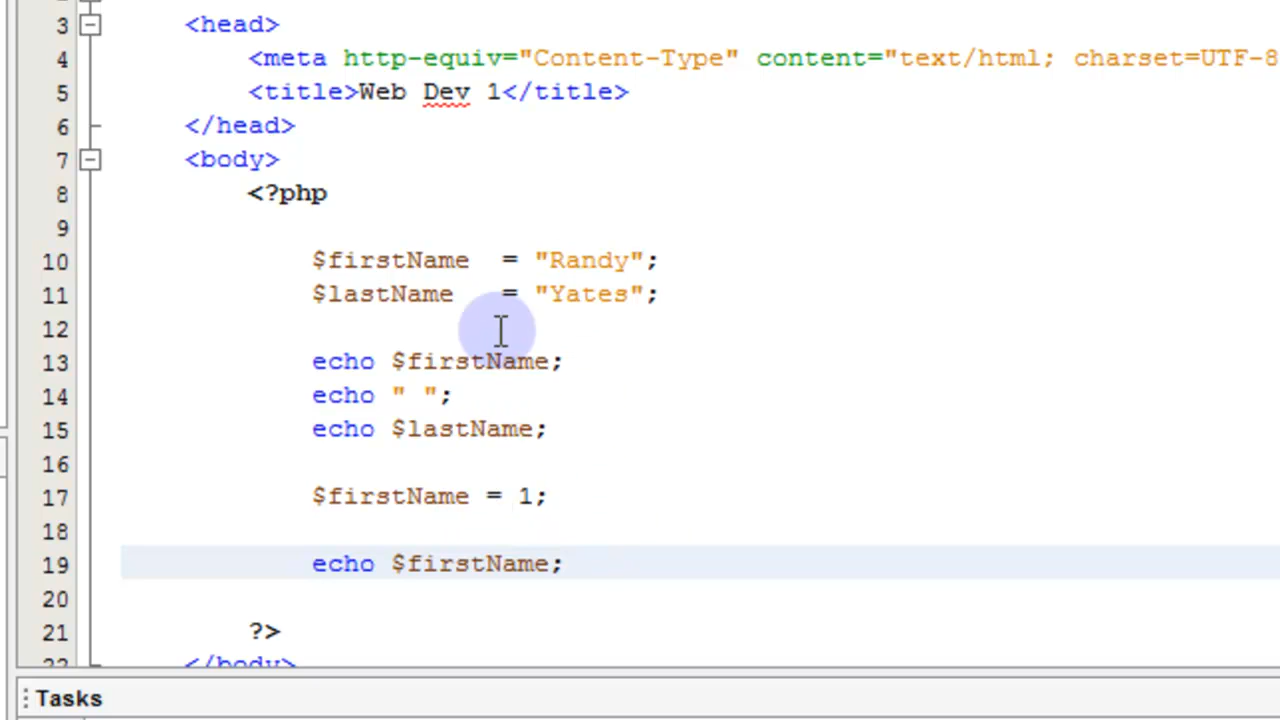 3 <head>
4 <meta http-equiv="Content-Type" content="text/html; charset=UTF-8
5 <title>Web Dev 1</title>
6 </head>
7 <body>
8 <?php
9
10 $firstName  = "Randy";
11 $lastName   = "Yates";
12
13 echo $firstName;
14 echo " ";
15 echo $lastName;
16
17 $firstName = 1;
18
19 echo $firstName;
20
21 ?>
22 </body>
Tasks